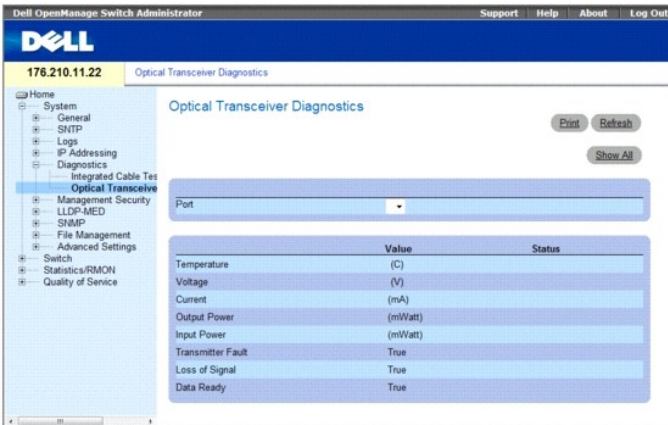 Dell OpenManage Switch Administrator Support Help About Log Out
DELL
176.210.11.22 Optical Transceiver Diagnostics
Home
System
General
SNTP
Logs
IP Addressing
Diagnostics
Integrated Cable Tes
Optical Transceive
Management Security
LLDP-MED
SNMP
File Management
Advanced Settings
Switch
Statistics/RMON
Quality of Service
Optical Transceiver Diagnostics
Print Refresh
Show All
Port
Value Status
Temperature (C)
Voltage (V)
Current (mA)
Output Power (mWatt)
Input Power (mWatt)
Transmitter Fault True
Loss of Signal True
Data Ready True